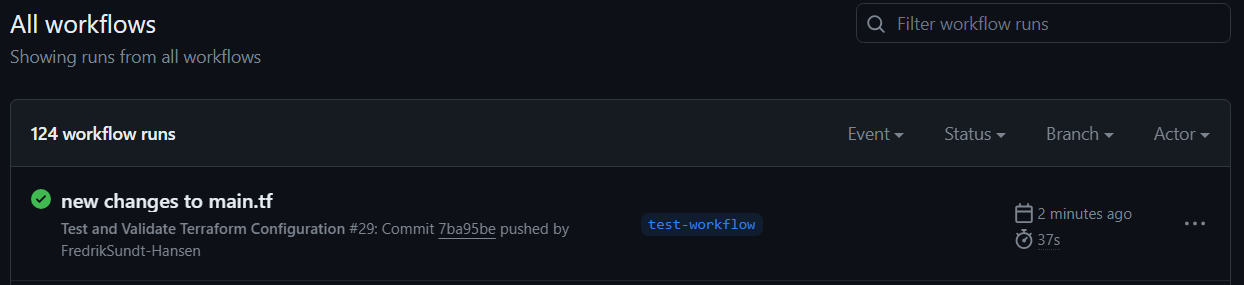 All workflows
Filter workflow runs
Showing runs from all workflows
124 workflow runs
Event Status Branch Actor
new changes to main.tf
Test and Validate Terraform Configuration #29: Commit 7ba95be pushed by
FredrikSundt-Hansen
test-workflow
2 minutes ago
37s